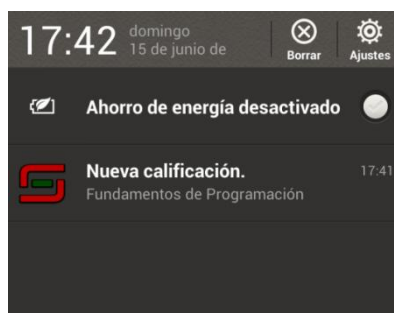 17:42 domingo
15 de junio de
Borrar
Ajustes
Ahorro de energía desactivado
Nueva calificación. 17:41
Fundamentos de Programación